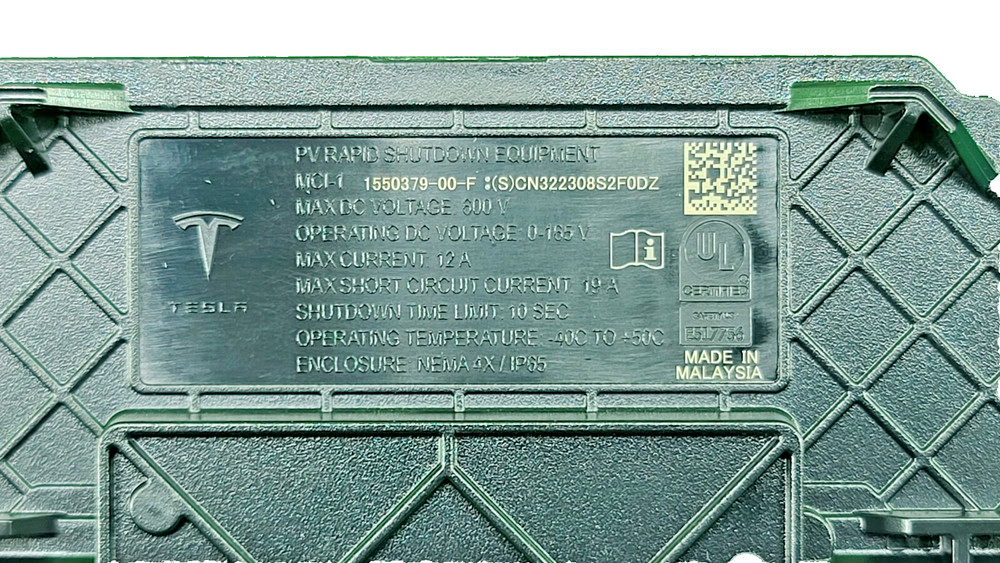 PV RAPID SHUTDOWN EQUIPMENT
MCI-1 1550379-00-F :(S)CN322308S2F0DZ
MAX DC VOLTAGE: 600 V
OPERATING DC VOLTAGE: 0-165 V
MAX CURRENT: 12 A
MAX SHORT CIRCUIT CURRENT: 19 A
SHUTDOWN TIME LIMIT: 10 SEC
OPERATING TEMPERATURE: -40C TO +50C
ENCLOSURE: NEMA 4X / IP65
TESLA
UL
CERTIFIED
E517756
MADE IN
MALAYSIA